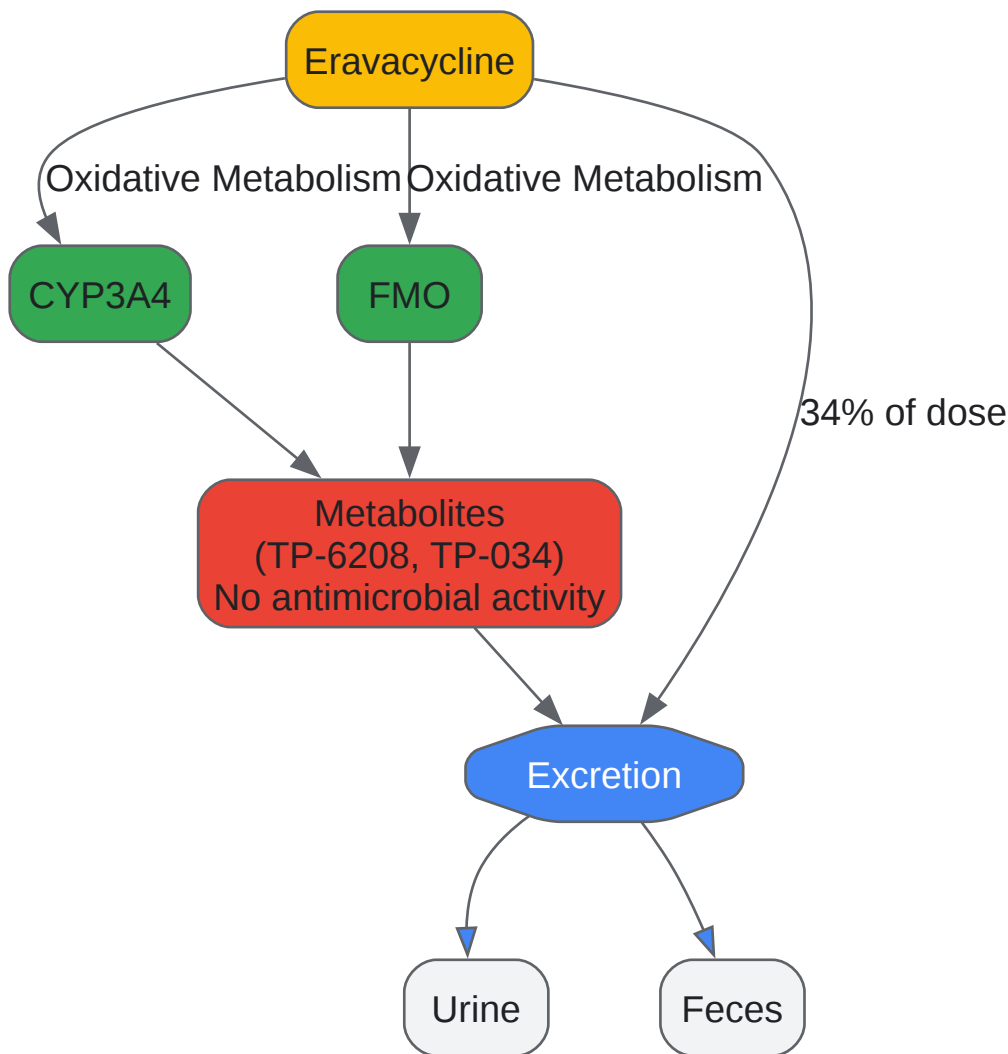 Eravacycline
Oxidative Metabolism
Oxidative Metabolism
CYP3A4
FMO
34% of dose
Metabolites
(TP-6208, TP-034)
No antimicrobial activity
Excretion
Urine
Feces